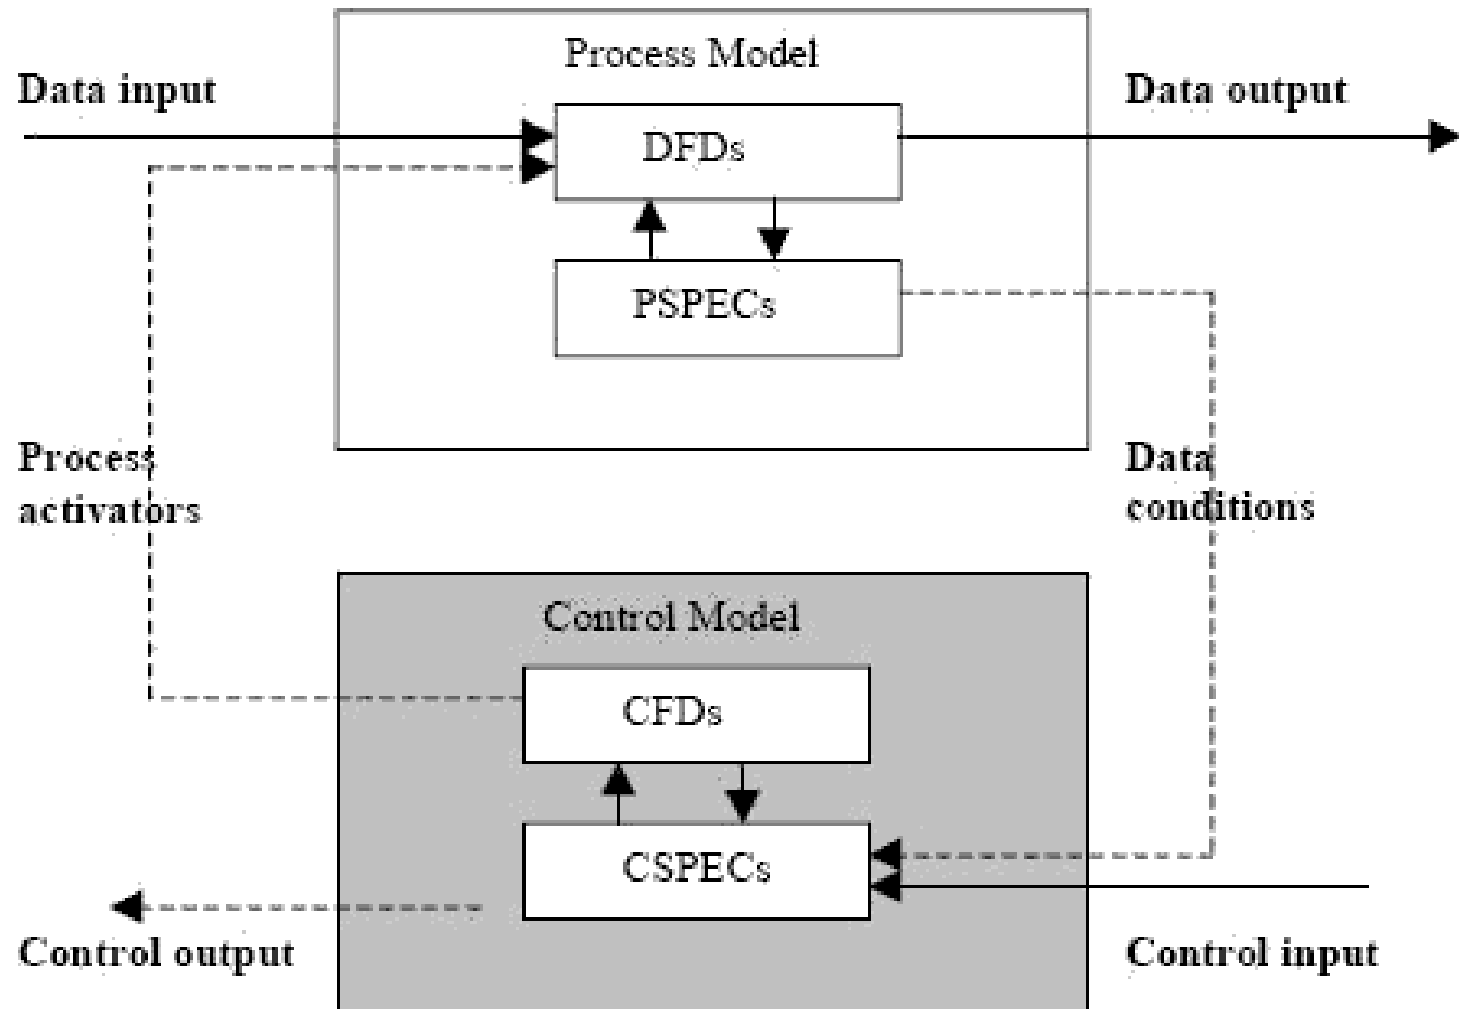 Process Model
Data input
Data output
DFDs
PSPECs
Process
activators
Data
conditions
Control Model
CFDs
CSPECs
Control output
Control input